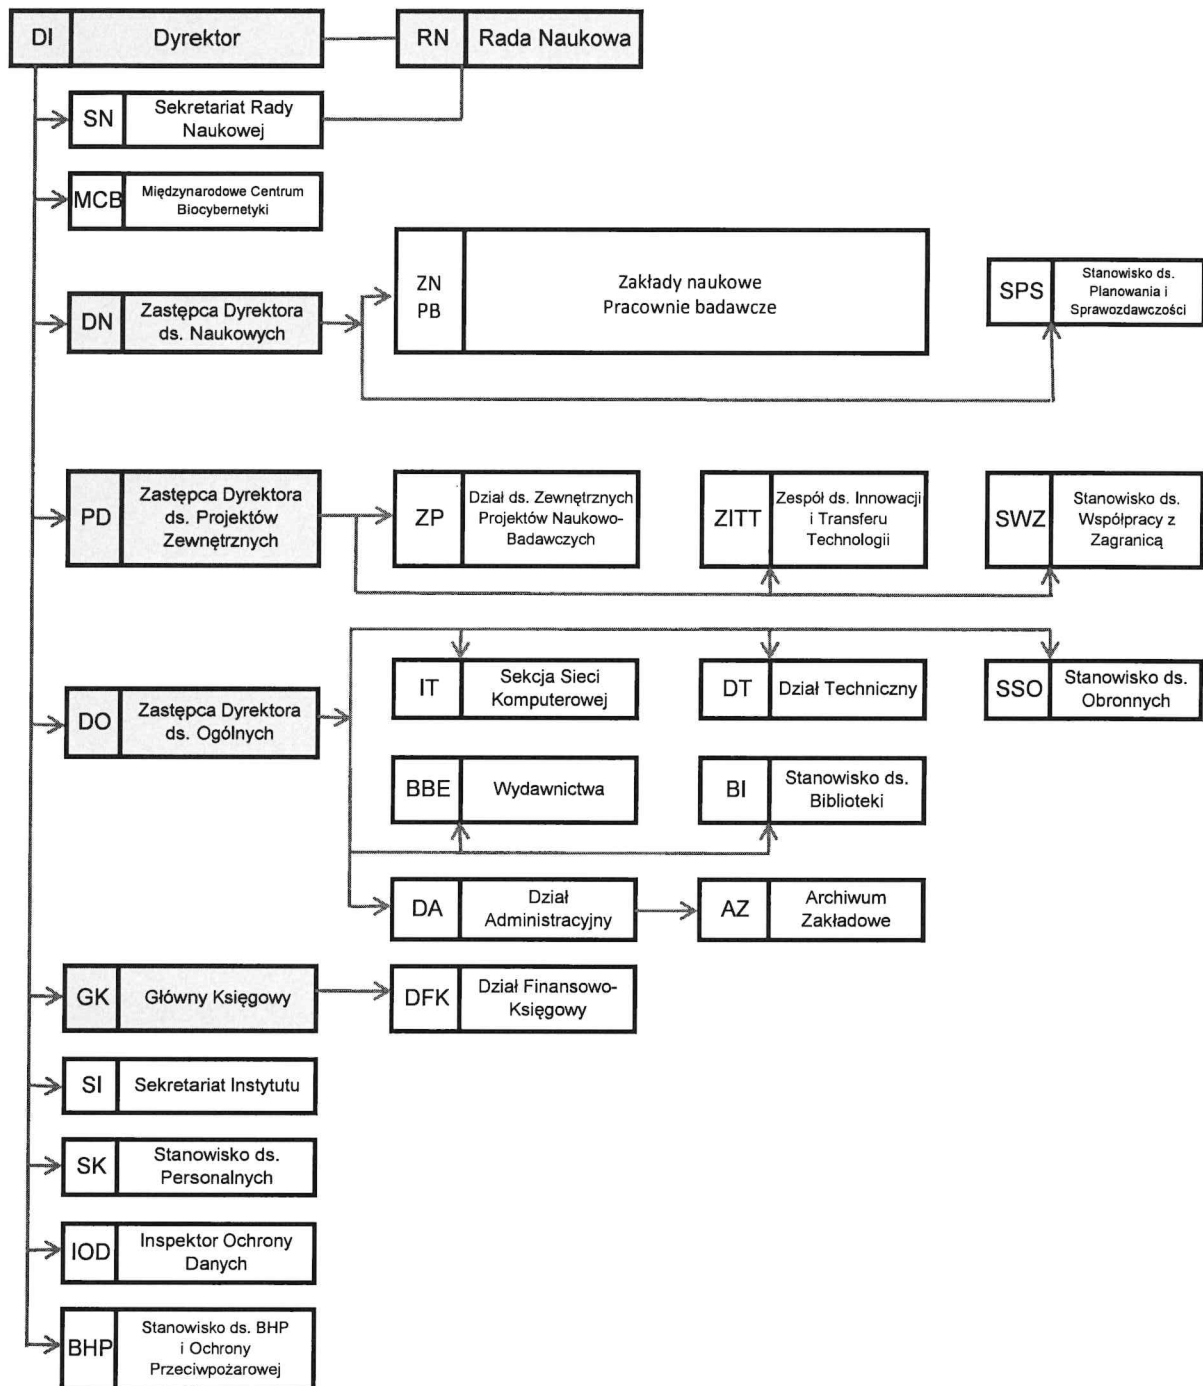 DI
Dyrektor
RN
Rada Naukowa
SN
Sekretariat Rady
Naukowej
MCB
Międzynarodowe Centrum
Biocybernetyki
DN
Zastępca Dyrektora
ds. Naukowych
ZN
PB
Zakłady naukowe
Pracownie badawcze
SPS
Stanowisko ds.
Planowania i
Sprawozdawczości
PD
Zastępca Dyrektora
ds. Projektów
Zewnętrznych
ZP
Dział ds. Zewnętrznych
Projektów Naukowo-
Badawczych
ZITT
Zespół ds. Innowacji
i Transferu
Technologii
SWZ
Stanowisko ds.
Współpracy z
Zagranicą
DO
Zastępca Dyrektora
ds. Ogólnych
IT
Sekcja Sieci
Komputerowej
DT
Dział Techniczny
SSO
Stanowisko ds.
Obronnych
BBE
Wydawnictwa
BI
Stanowisko ds.
Biblioteki
DA
Dział
Administracyjny
AZ
Archiwum
Zakładowe
GK
Główny Księgowy
DFK
Dział Finansowo-
Księgowy
SI
Sekretariat Instytutu
SK
Stanowisko ds.
Personalnych
IOD
Inspektor Ochrony
Danych
BHP
Stanowisko ds. BHP
i Ochrony
Przeciwpożarowej